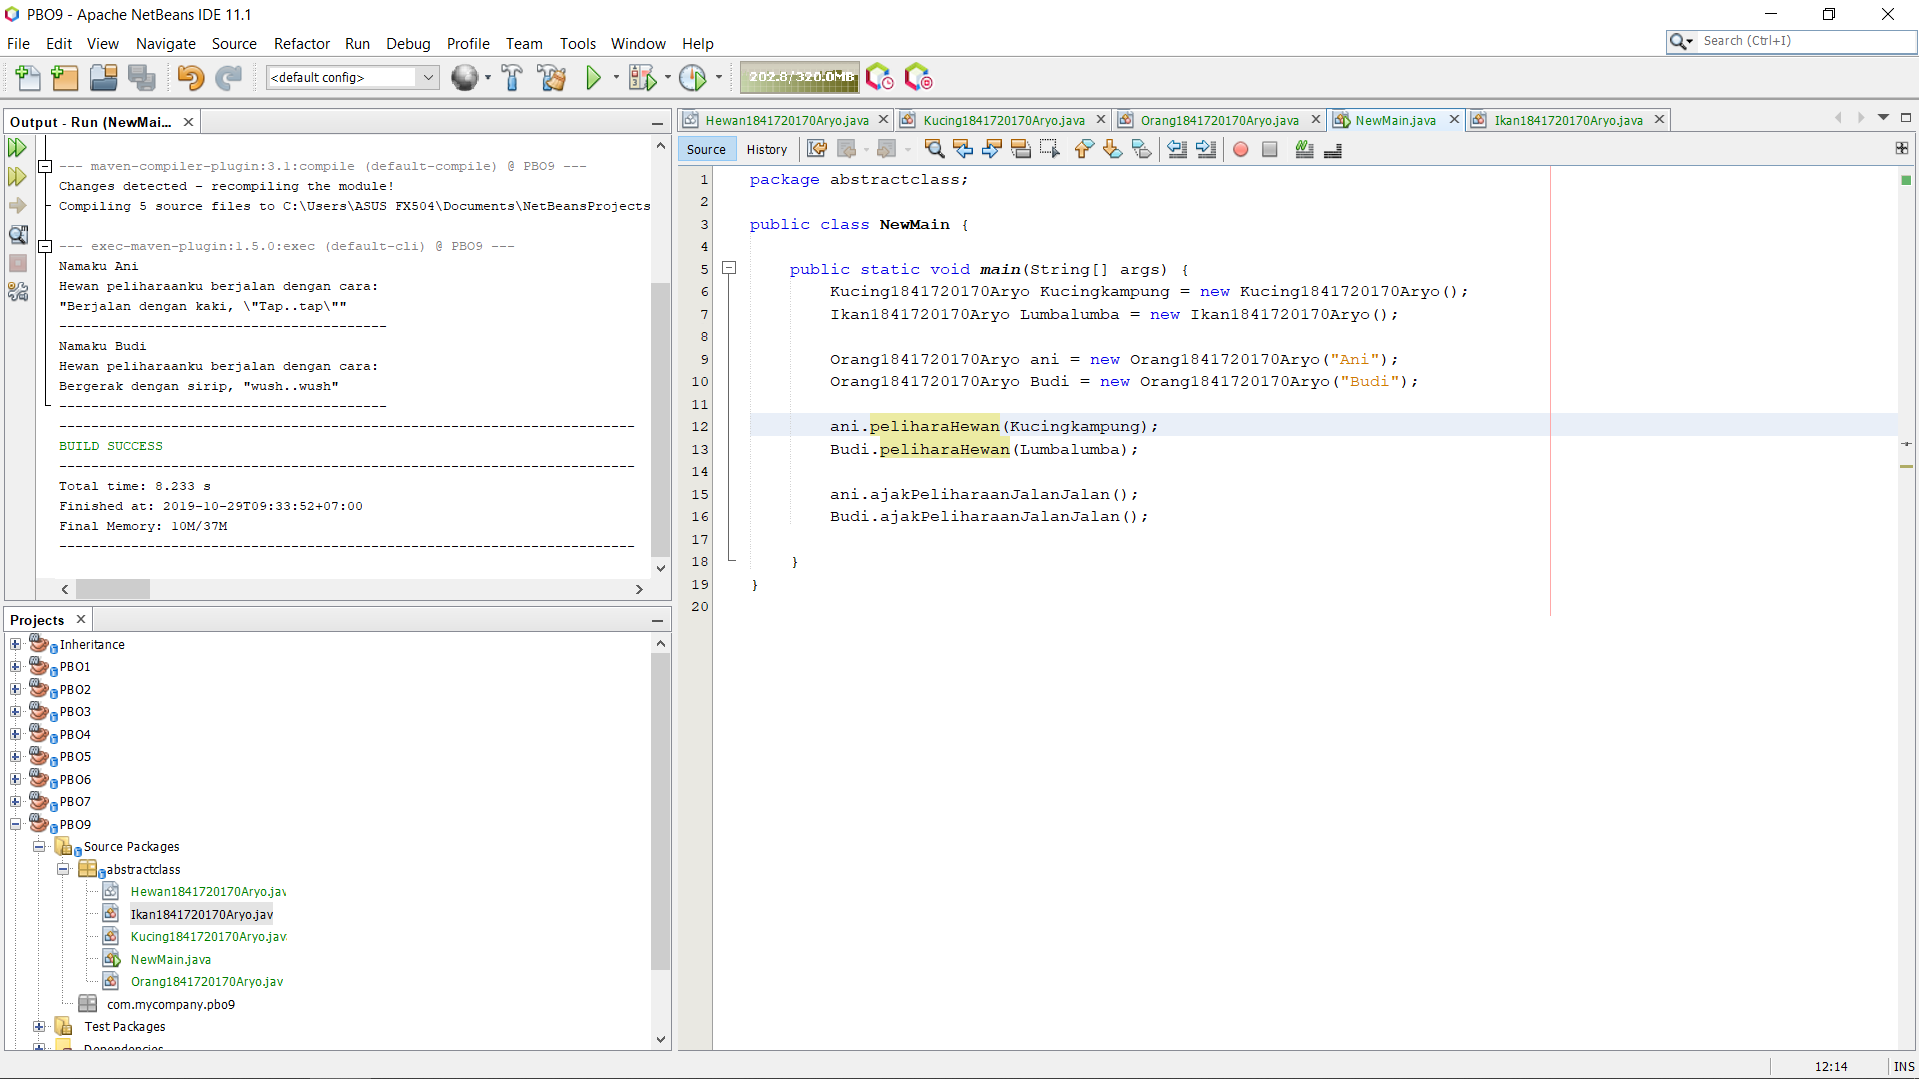 PBO9 - Apache NetBeans IDE 11.1
File Edit View Navigate Source Refactor Run Debug Profile Team Tools Window Help
Search (Ctrl+I)
<default config>
202.8/320.0MB
Output - Run (NewMai...
--- maven-compiler-plugin:3.1:compile (default-compile) @ PBO9 ---
Changes detected - recompiling the module!
Compiling 5 source files to C:\Users\ASUS FX504\Documents\NetBeansProjects
--- exec-maven-plugin:1.5.0:exec (default-cli) @ PBO9 ---
Namaku Ani
Hewan peliharaanku berjalan dengan cara:
"Berjalan dengan kaki, \"Tap..tap\""
-----------------------------------------
Namaku Budi
Hewan peliharaanku berjalan dengan cara:
Bergerak dengan sirip, "wush..wush"
-----------------------------------------
------------------------------------------------------------------------
BUILD SUCCESS
------------------------------------------------------------------------
Total time: 8.233 s
Finished at: 2019-10-29T09:33:52+07:00
Final Memory: 10M/37M
------------------------------------------------------------------------
Projects
Inheritance
PBO1
PBO2
PBO3
PBO4
PBO5
PBO6
PBO7
PBO9
Source Packages
abstractclass
Hewan1841720170Aryo.jav
Ikan1841720170Aryo.jav
Kucing1841720170Aryo.java
NewMain.java
Orang1841720170Aryo.jav
com.mycompany.pbo9
Test Packages
Dependencies
Hewan1841720170Aryo.java Kucing1841720170Aryo.java Orang1841720170Aryo.java NewMain.java Ikan1841720170Aryo.java
Source History
1 package abstractclass;
2
3 public class NewMain {
4
5 public static void main(String[] args) {
6 Kucing1841720170Aryo Kucingkampung = new Kucing1841720170Aryo();
7 Ikan1841720170Aryo Lumbalumba = new Ikan1841720170Aryo();
8
9 Orang1841720170Aryo ani = new Orang1841720170Aryo("Ani");
10 Orang1841720170Aryo Budi = new Orang1841720170Aryo("Budi");
11
12 ani.peliharaHewan(Kucingkampung);
13 Budi.peliharaHewan(Lumbalumba);
14
15 ani.ajakPeliharaanJalanJalan();
16 Budi.ajakPeliharaanJalanJalan();
17
18 }
19 }
20
12:14 INS